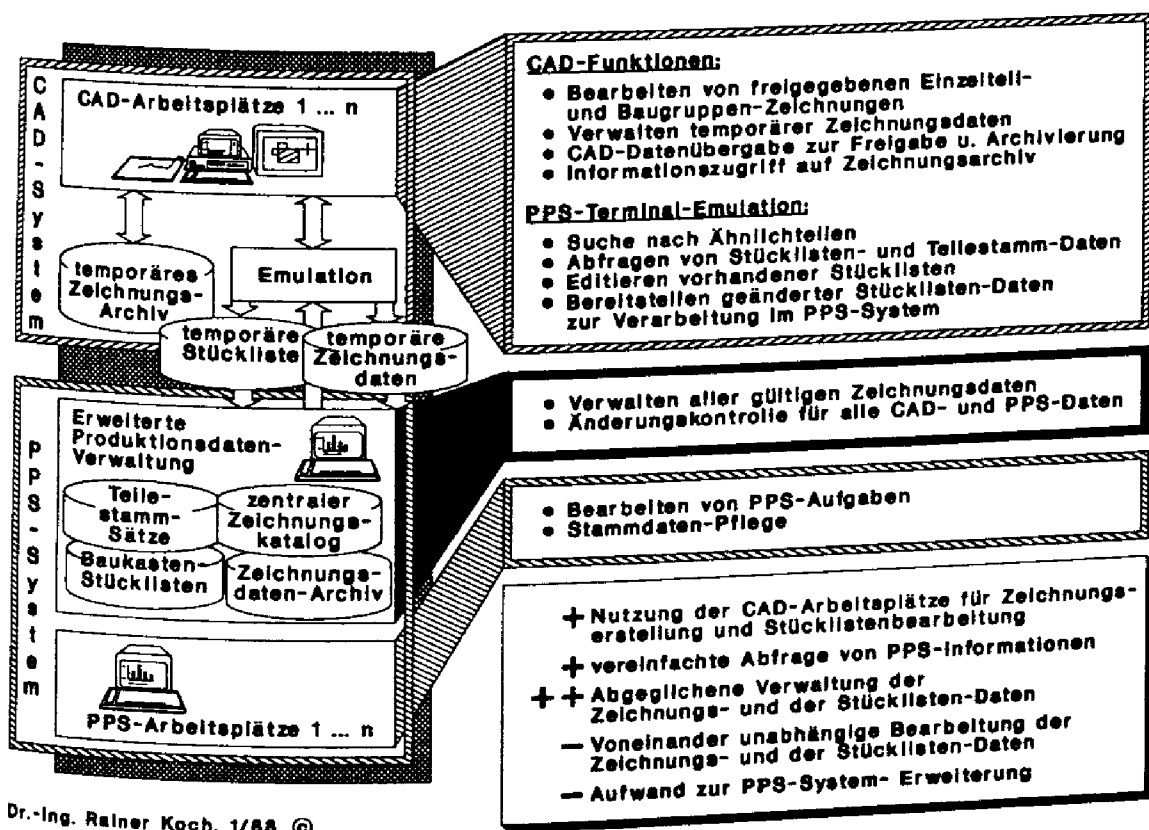 CAD-System
CAD-Arbeitsplätze 1 ... n
temporäres
Zeichnungs-
Archiv
Emulation
temporäre
Stückliste
temporäre
Zeichnungs-
daten
PPS-System
Erweiterte
Produktionsdaten-
Verwaltung
Teile-
stamm-
Sätze
zentraler
Zeichnungs-
katalog
Baukasten-
Stücklisten
Zeichnungs-
daten-Archiv
PPS-Arbeitsplätze 1 ... n
CAD-Funktionen:
• Bearbeiten von freigegebenen Einzelteil-
und Baugruppen-Zeichnungen
• Verwalten temporärer Zeichnungsdaten
• CAD-Datenübergabe zur Freigabe u. Archivierung
• Informationszugriff auf Zeichnungsarchiv
PPS-Terminal-Emulation:
• Suche nach Ähnlichteilen
• Abfragen von Stücklisten- und Teilestamm-Daten
• Editieren vorhandener Stücklisten
• Bereitstellen geänderter Stücklisten-Daten
zur Verarbeitung im PPS-System
• Verwalten aller gültigen Zeichnungsdaten
• Änderungskontrolle für alle CAD- und PPS-Daten
• Bearbeiten von PPS-Aufgaben
• Stammdaten-Pflege
+ Nutzung der CAD-Arbeitsplätze für Zeichnungs-
erstellung und Stücklistenbearbeitung
+ vereinfachte Abfrage von PPS-Informationen
+ + Abgeglichene Verwaltung der
Zeichnungs- und der Stücklisten-Daten
– Voneinander unabhängige Bearbeitung der
Zeichnungs- und der Stücklisten-Daten
– Aufwand zur PPS-System- Erweiterung
Dr.-Ing. Rainer Koch, 1/88 ©